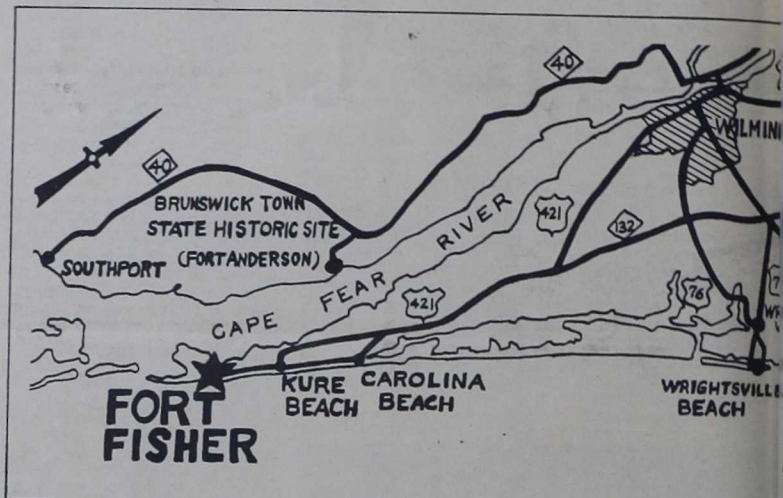 40
WILMIN
40
BRUNSWICK TOWN
STATE HISTORIC SITE
(FORT ANDERSON)
SOUTHPORT
CAPE FEAR RIVER
421
132
421
76
KURE
BEACH
CAROLINA
BEACH
WRIGHTSVILLE
BEACH
FORT
FISHER